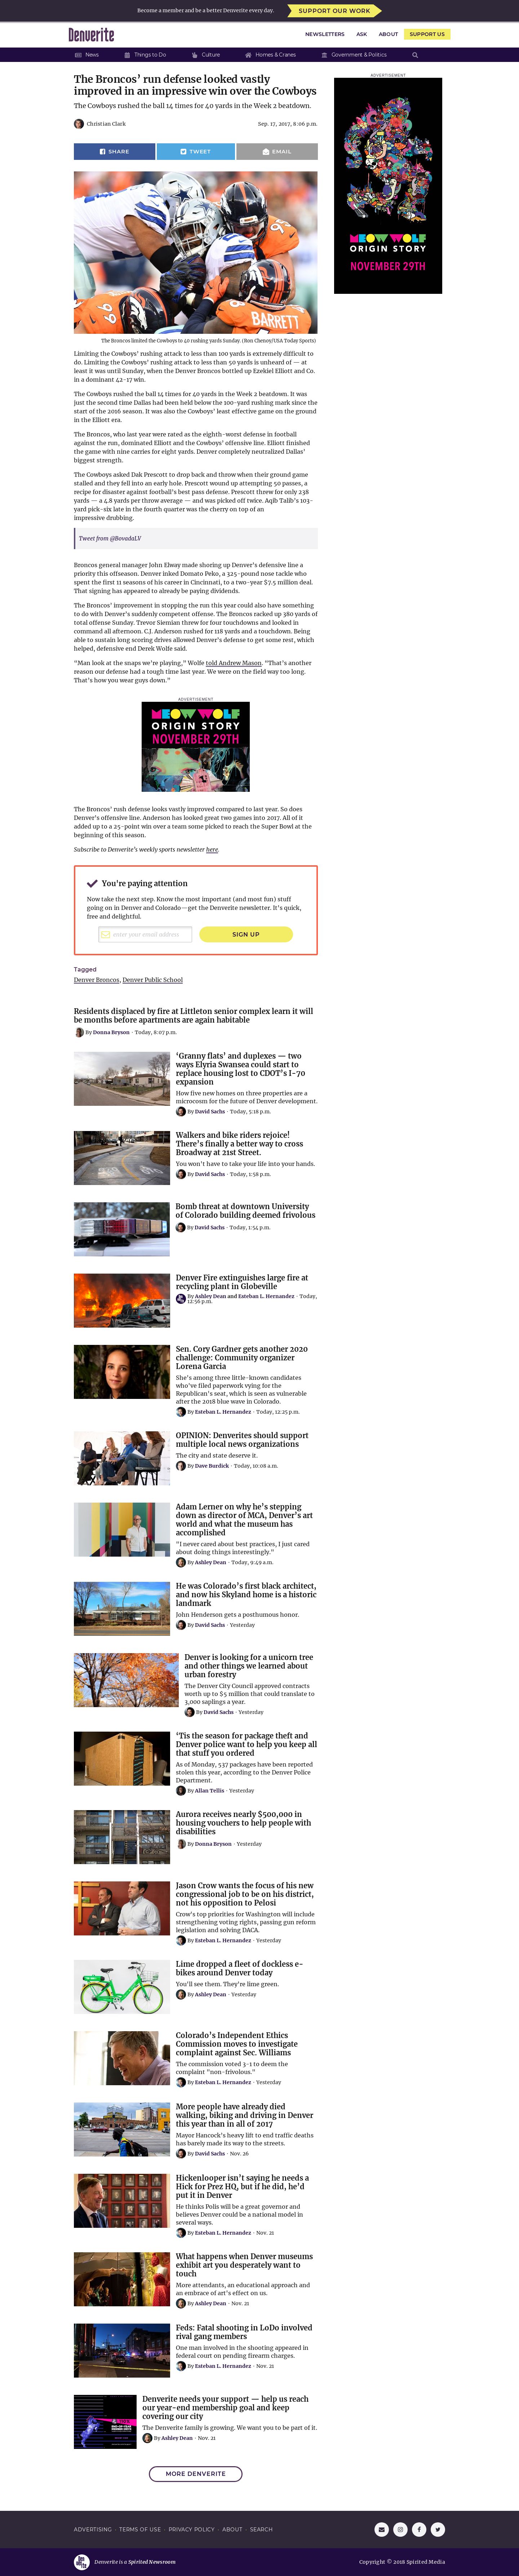 Become a member and be a better Denverite every day.
SUPPORT OUR WORK
Denverite
NEWSLETTERS
ASK
ABOUT
SUPPORT US
News
Things to Do
Culture
Homes & Cranes
Government & Politics
The Broncos’ run defense looked vastly
improved in an impressive win over the Cowboys
The Cowboys rushed the ball 14 times for 40 yards in the Week 2 beatdown.
Christian Clark
Sep. 17, 2017, 8:06 p.m.
SHARE
TWEET
EMAIL
BARRETT
The Broncos limited the Cowboys to 40 rushing yards Sunday. (Ron Chenoy/USA Today Sports)
Limiting the Cowboys’ rushing attack to less than 100 yards is extremely difficult to
do. Limiting the Cowboys’ rushing attack to less than 50 yards is unheard of — at
least it was until Sunday, when the Denver Broncos bottled up Ezekiel Elliott and Co.
in a dominant 42-17 win.
The Cowboys rushed the ball 14 times for 40 yards in the Week 2 beatdown. It was
just the second time Dallas had been held below the 100-yard rushing mark since the
start of the 2016 season. It was also the Cowboys’ least effective game on the ground
in the Elliott era.
The Broncos, who last year were rated as the eighth-worst defense in football
against the run, dominated Elliott and the Cowboys’ offensive line. Elliott finished
the game with nine carries for eight yards. Denver completely neutralized Dallas’
biggest strength.
The Cowboys asked Dak Prescott to drop back and throw when their ground game
stalled and they fell into an early hole. Prescott wound up attempting 50 passes, a
recipe for disaster against football’s best pass defense. Prescott threw for only 238
yards — a 4.8 yards per throw average — and was picked off twice. Aqib Talib’s 103-
yard pick-six late in the fourth quarter was the cherry on top of an
impressive drubbing.
Tweet from @BovadaLV
Broncos general manager John Elway made shoring up Denver’s defensive line a
priority this offseason. Denver inked Domato Peko, a 325-pound nose tackle who
spent the first 11 seasons of his career in Cincinnati, to a two-year $7.5 million deal.
That signing has appeared to already be paying dividends.
The Broncos’ improvement in stopping the run this year could also have something
to do with Denver’s suddenly competent offense. The Broncos racked up 380 yards of
total offense Sunday. Trevor Siemian threw for four touchdowns and looked in
command all afternoon. C.J. Anderson rushed for 118 yards and a touchdown. Being
able to sustain long scoring drives allowed Denver’s defense to get some rest, which
helped, defensive end Derek Wolfe said.
“Man look at the snaps we’re playing,” Wolfe told Andrew Mason. “That’s another
reason our defense had a tough time last year. We were on the field way too long.
That’s how you wear guys down.”
ADVERTISEMENT
MEOW WOLF
ORIGIN STORY
NOVEMBER 29TH
The Broncos’ rush defense looks vastly improved compared to last year. So does
Denver’s offensive line. Anderson has looked great two games into 2017. All of it
added up to a 25-point win over a team some picked to reach the Super Bowl at the
beginning of this season.
Subscribe to Denverite’s weekly sports newsletter here.
You’re paying attention
Now take the next step. Know the most important (and most fun) stuff
going on in Denver and Colorado—get the Denverite newsletter. It’s quick,
free and delightful.
enter your email address
SIGN UP
Tagged
Denver Broncos, Denver Public School
ADVERTISEMENT
MEOW WOLF
ORIGIN STORY
NOVEMBER 29TH
Residents displaced by fire at Littleton senior complex learn it will
be months before apartments are again habitable
By Donna Bryson - Today, 8:07 p.m.
‘Granny flats’ and duplexes — two
ways Elyria Swansea could start to
replace housing lost to CDOT’s I-70
expansion
How five new homes on three properties are a
microcosm for the future of Denver development.
By David Sachs - Today, 5:18 p.m.
Walkers and bike riders rejoice!
There’s finally a better way to cross
Broadway at 21st Street.
You won’t have to take your life into your hands.
By David Sachs - Today, 1:58 p.m.
Bomb threat at downtown University
of Colorado building deemed frivolous
By David Sachs - Today, 1:54 p.m.
Denver Fire extinguishes large fire at
recycling plant in Globeville
By Ashley Dean and Esteban L. Hernandez - Today,
12:56 p.m.
Sen. Cory Gardner gets another 2020
challenge: Community organizer
Lorena Garcia
She’s among three little-known candidates
who’ve filed paperwork vying for the
Republican’s seat, which is seen as vulnerable
after the 2018 blue wave in Colorado.
By Esteban L. Hernandez - Today, 12:25 p.m.
OPINION: Denverites should support
multiple local news organizations
The city and state deserve it.
By Dave Burdick - Today, 10:08 a.m.
Adam Lerner on why he’s stepping
down as director of MCA, Denver’s art
world and what the museum has
accomplished
"I never cared about best practices, I just cared
about doing things interestingly."
By Ashley Dean - Today, 9:49 a.m.
He was Colorado’s first black architect,
and now his Skyland home is a historic
landmark
John Henderson gets a posthumous honor.
By David Sachs - Yesterday
Denver is looking for a unicorn tree
and other things we learned about
urban forestry
The Denver City Council approved contracts
worth up to $5 million that could translate to
3,000 saplings a year.
By David Sachs - Yesterday
‘Tis the season for package theft and
Denver police want to help you keep all
that stuff you ordered
As of Monday, 537 packages have been reported
stolen this year, according to the Denver Police
Department.
By Allan Tellis - Yesterday
Aurora receives nearly $500,000 in
housing vouchers to help people with
disabilities
By Donna Bryson - Yesterday
Jason Crow wants the focus of his new
congressional job to be on his district,
not his opposition to Pelosi
Crow’s top priorities for Washington will include
strengthening voting rights, passing gun reform
legislation and solving DACA.
By Esteban L. Hernandez - Yesterday
Lime dropped a fleet of dockless e-
bikes around Denver today
You’ll see them. They’re lime green.
By Ashley Dean - Yesterday
Colorado’s Independent Ethics
Commission moves to investigate
complaint against Sec. Williams
The commission voted 3-1 to deem the
complaint "non-frivolous."
By Esteban L. Hernandez - Yesterday
More people have already died
walking, biking and driving in Denver
this year than in all of 2017
Mayor Hancock’s heavy lift to end traffic deaths
has barely made its way to the streets.
By David Sachs - Nov. 26
Hickenlooper isn’t saying he needs a
Hick for Prez HQ, but if he did, he’d
put it in Denver
He thinks Polis will be a great governor and
believes Denver could be a national model in
several ways.
By Esteban L. Hernandez - Nov. 21
What happens when Denver museums
exhibit art you desperately want to
touch
More attendants, an educational approach and
an embrace of art’s effect on us.
By Ashley Dean - Nov. 21
Feds: Fatal shooting in LoDo involved
rival gang members
One man involved in the shooting appeared in
federal court on pending firearm charges.
By Esteban L. Hernandez - Nov. 21
Denverite needs your support — help us reach
our year-end membership goal and keep
covering our city
The Denverite family is growing. We want you to be part of it.
By Ashley Dean - Nov. 21
MORE DENVERITE
ADVERTISING - TERMS OF USE - PRIVACY POLICY - ABOUT - SEARCH
Denverite is a Spirited Newsroom
Copyright © 2018 Spirited Media